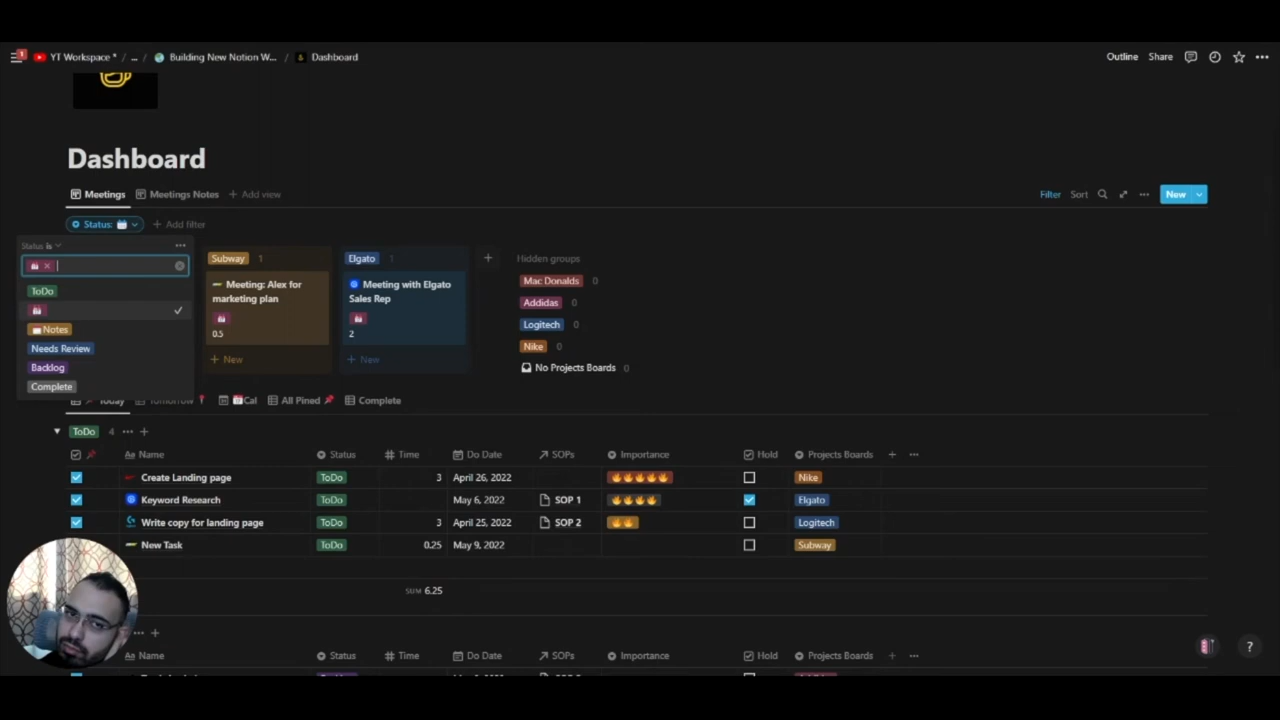 1
YT Workspace * / ... / Building New Notion W... / Dashboard
Outline Share
Dashboard
Meetings Meetings Notes + Add view
Filter Sort New
Status: + Add filter
Status is
ToDo
Notes
Needs Review
Backlog
Complete
Subway 1
Meeting: Alex for
marketing plan
0.5
+ New
Elgato 1
Meeting with Elgato
Sales Rep
2
+ New
Hidden groups
Mac Donalds 0
Addidas 0
Logitech 0
Nike 0
No Projects Boards 0
Today Tomorrow Cal All Pined Complete
ToDo 4
Aa Name Status # Time Do Date SOPs Importance Hold Projects Boards
Create Landing page ToDo 3 April 26, 2022 Nike
Keyword Research ToDo May 6, 2022 SOP 1 Elgato
Write copy for landing page ToDo 3 April 25, 2022 SOP 2 Logitech
New Task ToDo 0.25 May 9, 2022 Subway
SUM 6.25
Aa Name Status # Time Do Date SOPs Importance Hold Projects Boards
?